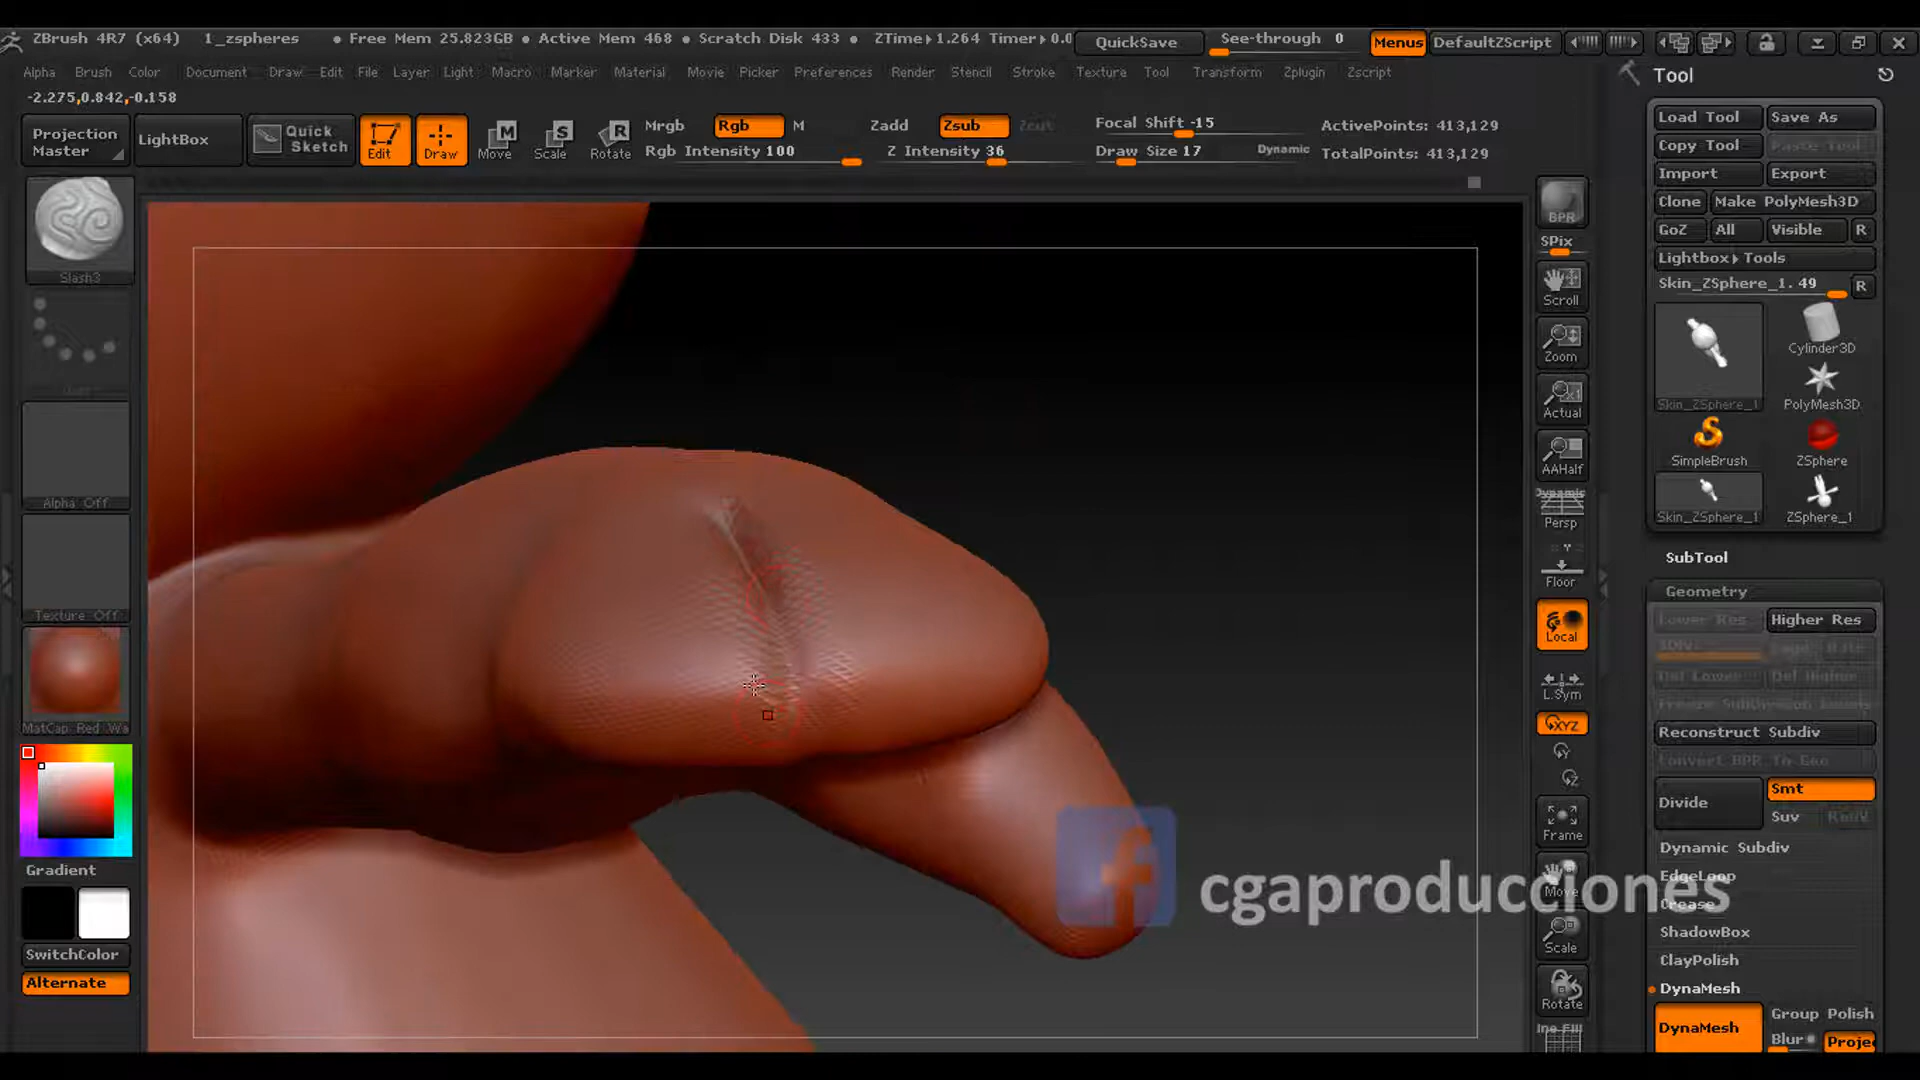 ZBrush 4R7 (x64) 1_zspheres • Free Mem 25.823GB • Active Mem 468 • Scratch Disk 433 • ZTime▸1.264 Timer▸0.0 QuickSave See-through 0 Menus DefaultZScript
Alpha Brush Color Document Draw Edit File Layer Light Macro Marker Material Movie Picker Preferences Render Stencil Stroke Texture Tool Transform Zplugin Zscript
-2.275,0.842,-0.158
Projection Master
LightBox
Quick Sketch
Edit
Draw
Move
Scale
Rotate
Mrgb Rgb M
Rgb Intensity 100
Zadd Zsub Zcut
Z Intensity 36
Focal Shift -15
Draw Size 17 Dynamic
ActivePoints: 413,129
TotalPoints: 413,129
Slash3
Alpha Off
Texture Off
MatCap Red Wa
Gradient
SwitchColor
Alternate
BPR
SPix
Scroll
Zoom
Actual
AAHalf
Dynamic
Persp
Floor
Local
L.Sym
XYZ
Frame
Move
Scale
Rotate
Line Fill
Tool
Load Tool Save As
Copy Tool Paste Tool
Import Export
Clone Make PolyMesh3D
GoZ All Visible R
Lightbox▸Tools
Skin_ZSphere_1. 49 R
Skin_ZSphere_1
Cylinder3D
PolyMesh3D
SimpleBrush
ZSphere
Skin_ZSphere_1
ZSphere_1
SubTool
Geometry
Lower Res Higher Res
SDiv
Del Lower Del Higher
Freeze SubDivision Levels
Reconstruct Subdiv
Convert BPR To Geo
Divide
Smt
Suv
Dynamic Subdiv
EdgeLoop
Crease
ShadowBox
ClayPolish
DynaMesh
DynaMesh
Group Polish
Blur Projec
f cgaproducciones